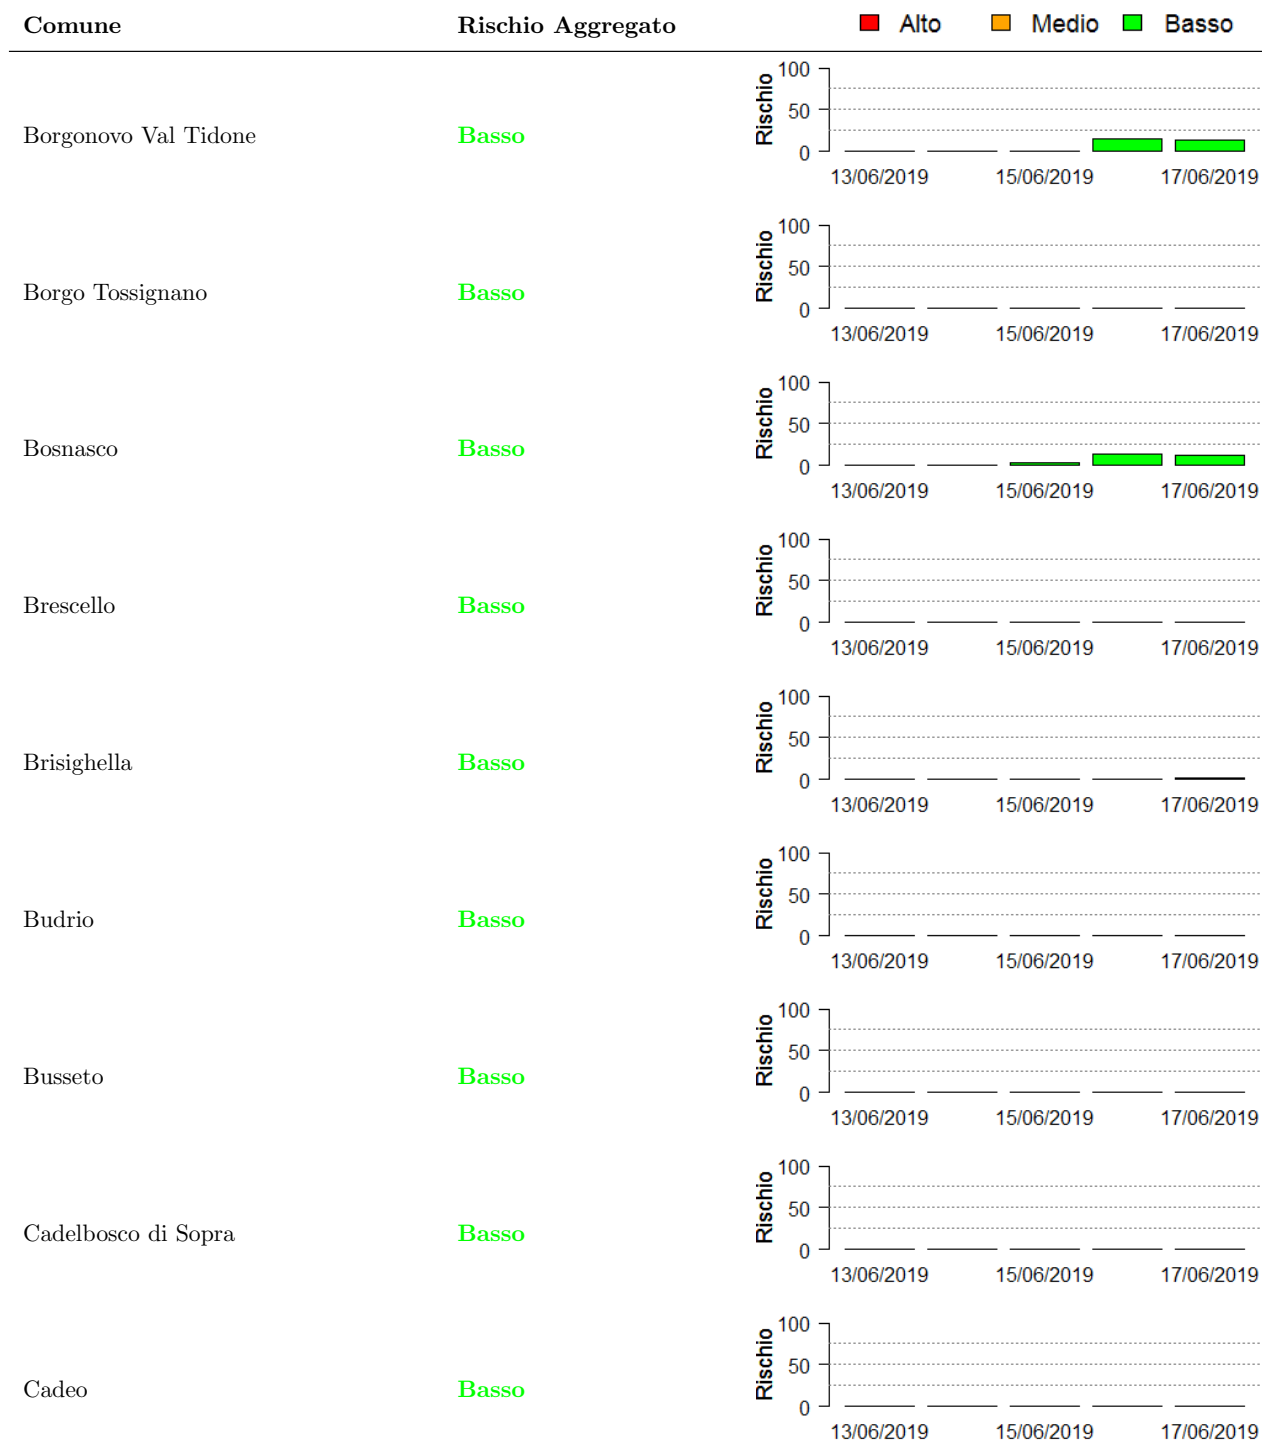 Comune Rischio Aggregato Alto Medio Basso
Borgonovo Val Tidone Basso
Rischio
100
50
0
13/06/2019 15/06/2019 17/06/2019
Borgo Tossignano Basso
Rischio
100
50
0
13/06/2019 15/06/2019 17/06/2019
Bosnasco Basso
Rischio
100
50
0
13/06/2019 15/06/2019 17/06/2019
Brescello Basso
Rischio
100
50
0
13/06/2019 15/06/2019 17/06/2019
Brisighella Basso
Rischio
100
50
0
13/06/2019 15/06/2019 17/06/2019
Budrio Basso
Rischio
100
50
0
13/06/2019 15/06/2019 17/06/2019
Busseto Basso
Rischio
100
50
0
13/06/2019 15/06/2019 17/06/2019
Cadelbosco di Sopra Basso
Rischio
100
50
0
13/06/2019 15/06/2019 17/06/2019
Cadeo Basso
Rischio
100
50
0
13/06/2019 15/06/2019 17/06/2019